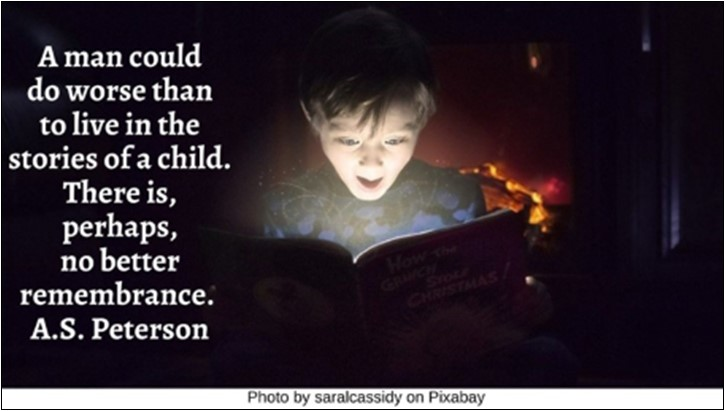 A man could
do worse than
to live in the
stories of a child.
There is,
perhaps,
no better
remembrance.
A.S. Peterson
How the
Grinch
Stole
Christmas!
Photo by saralcassidy on Pixabay